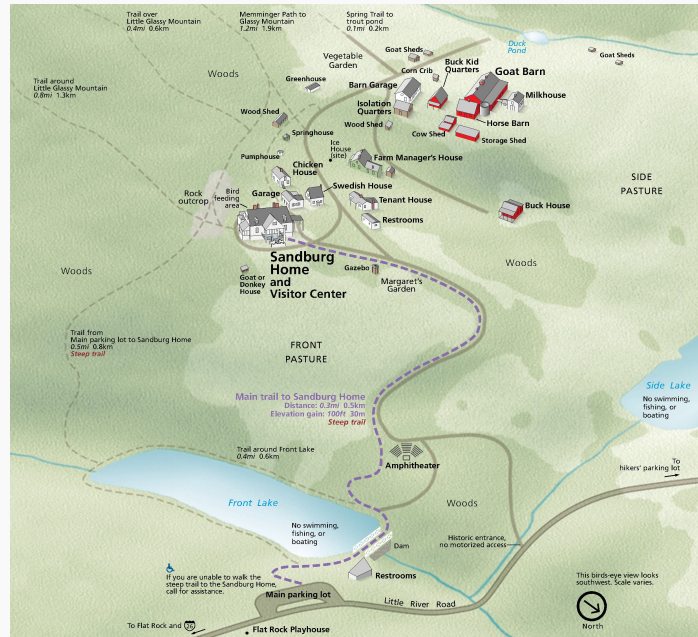 Trail over
Little Glassy Mountain
0.4mi 0.6km
Memminger Path to
Glassy Mountain
1.2mi 1.9km
Spring Trail to
trout pond
0.1mi 0.2km
Duck
Pond
Goat Sheds
Goat Sheds
Vegetable
Garden
Buck Kid
Quarters
Goat Barn
Corn Crib
Woods
Greenhouse
Barn Garage
Milkhouse
Trail around
Little Glassy Mountain
0.8mi 1.3km
Isolation
Quarters
Wood Shed
Horse Barn
Wood Shed
Cow Shed
Storage Shed
Springhouse
Ice
House
(site)
Pumphouse
Farm Manager's House
Chicken
House
SIDE
PASTURE
Swedish House
Rock
outcrop
Bird
feeding
area
Garage
Tenant House
Buck House
Restrooms
Sandburg
Home
and
Visitor Center
Woods
Woods
Goat or
Donkey
House
Gazebo
Margaret's
Garden
Trail from
Main parking lot to Sandburg Home
0.5mi 0.8km
Steep trail
FRONT
PASTURE
Side Lake
No swimming,
fishing, or
boating
Main trail to Sandburg Home
Distance: 0.3mi 0.5km
Elevation gain: 100ft 30m
Steep trail
Trail around Front Lake
0.4mi 0.6km
Amphitheater
To
hikers' parking lot
Front Lake
Woods
No swimming,
fishing, or
boating
Historic entrance,
no motorized access
Dam
If you are unable to walk the
steep trail to the Sandburg Home,
call for assistance.
Restrooms
This birds-eye view looks
southwest. Scale varies.
Main parking lot
Little River Road
North
To Flat Rock and 26
Flat Rock Playhouse